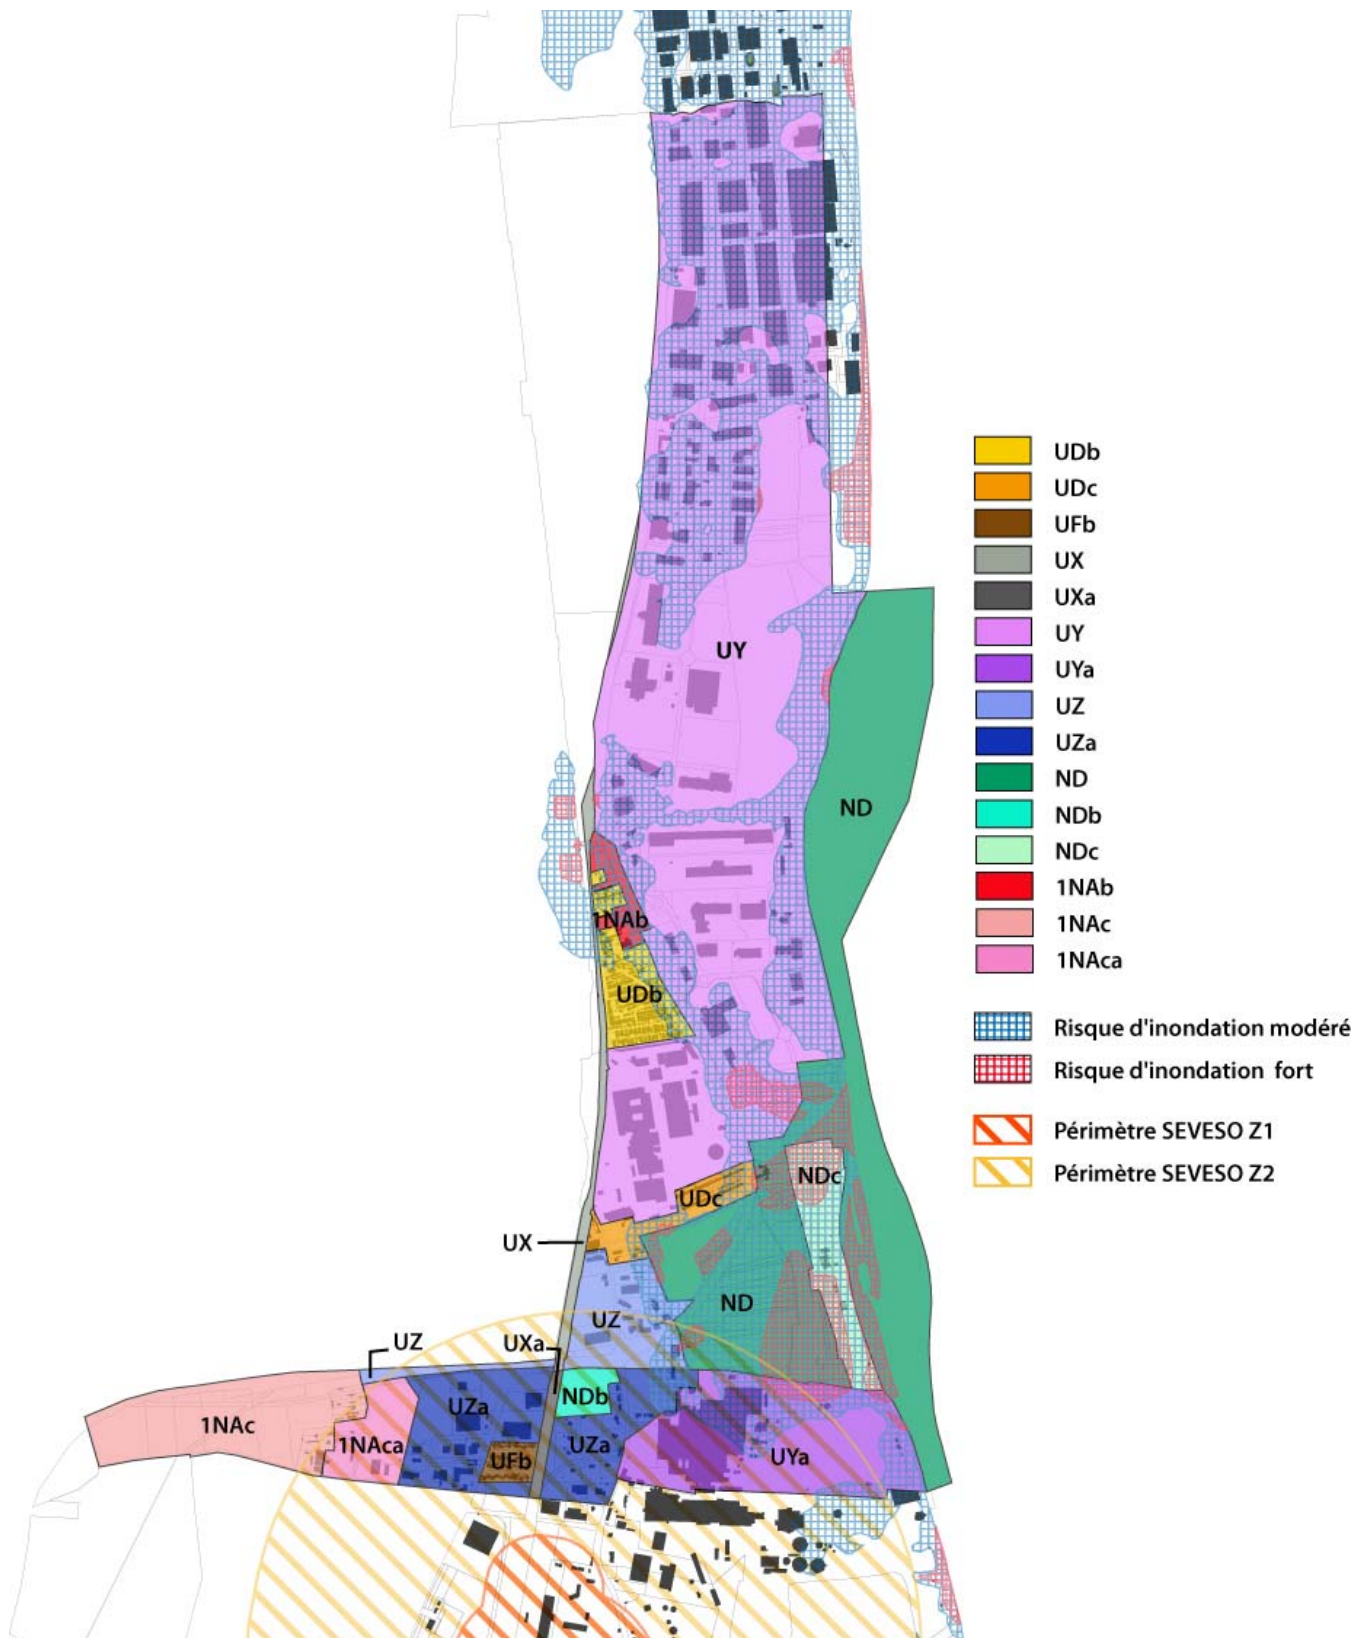 UDb
UDc
UFb
UX
UXa
UY
UYa
UZ
UZa
ND
NDb
NDc
1NAb
1NAc
1NAca
Risque d'inondation modéré
Risque d'inondation fort
Périmètre SEVESO Z1
Périmètre SEVESO Z2
UY
ND
1NAb
UDb
NDc
UDc
UX
ND
UZ
UZ
UXa
NDb
UZa
1NAc
1NAca
UZa
UFb
UYa